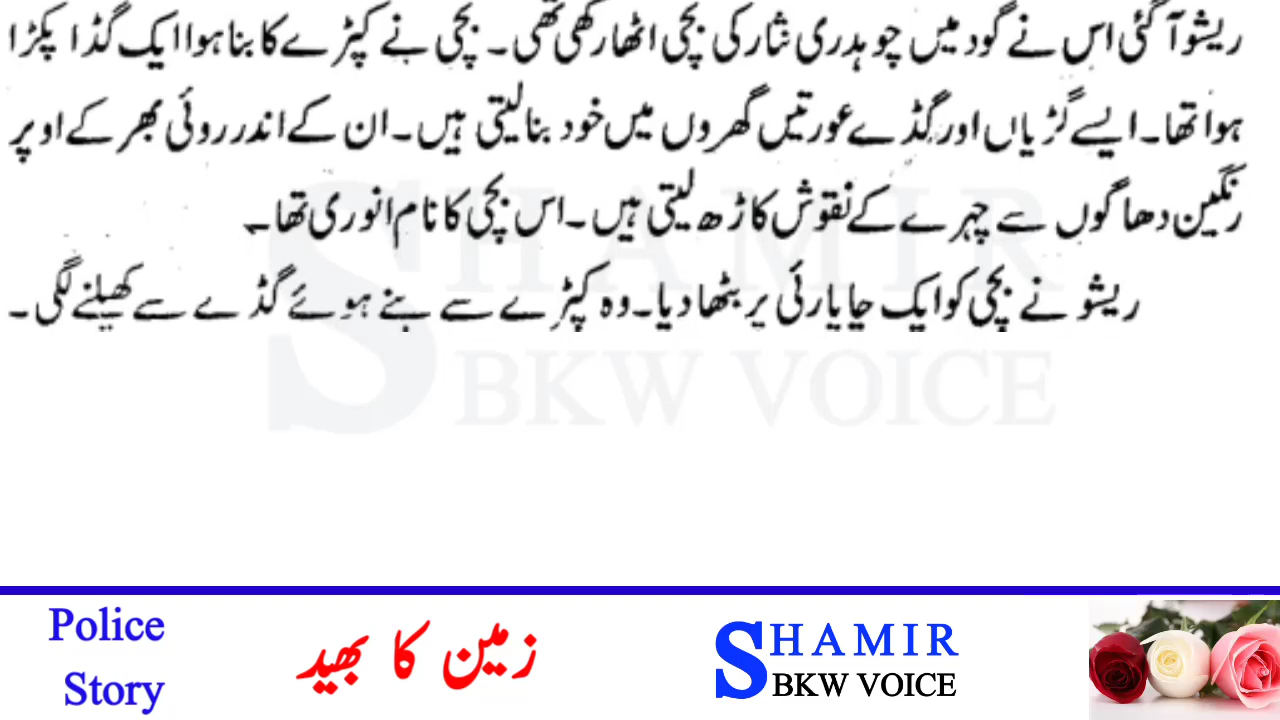 ریشو آ گئی اس نے گود میں چوہدری نثار کی بچی اٹھا رکھی تھی۔ بچی نے کپڑے کا بنا ہوا ایک گڈا پکڑا
ہوا تھا۔ ایسے گڑیاں اور گڈے عورتیں گھروں میں خود بنا لیتی ہیں۔ ان کے اندر روئی بھر کے اوپر
رنگین دھاگوں سے چہرے کے نقوش کاڑھ لیتی ہیں۔ اس بچی کا نام انوری تھا۔
ریشو نے بچی کو ایک چارپائی پر بٹھا دیا۔ وہ کپڑے سے بنے ہوئے گڈے سے کھیلنے لگی۔
SHAMIR
BKW VOICE
Police
Story
زمین کا بھید
SHAMIR
BKW VOICE